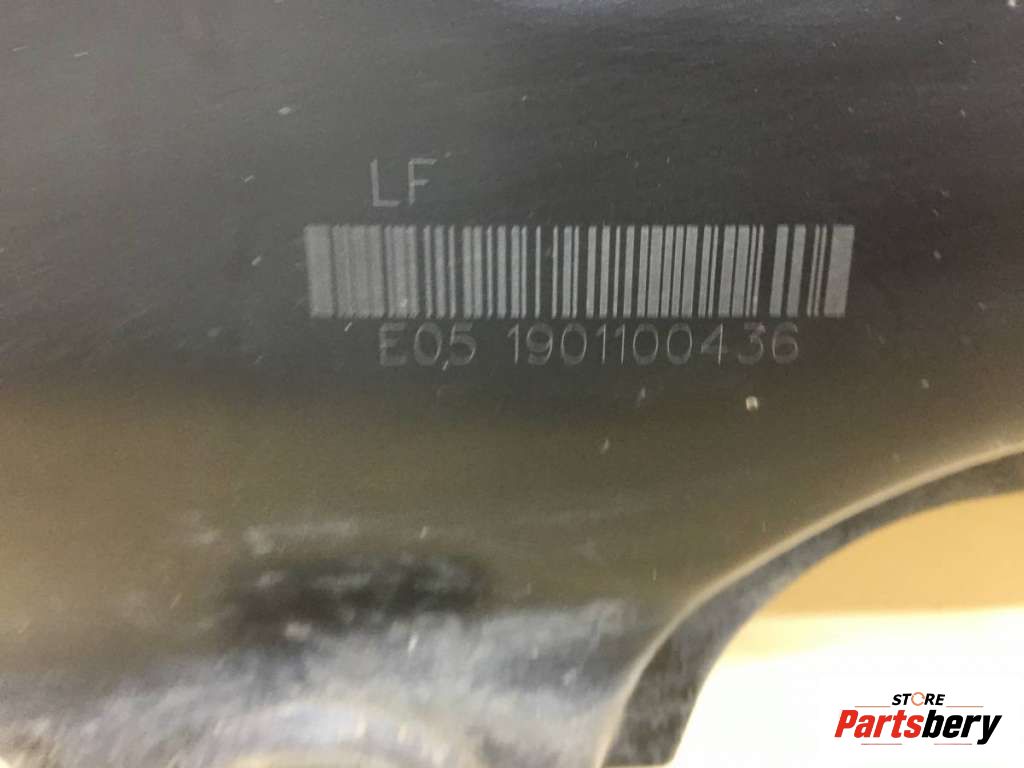 LF
E05 1901100436
STORE
Partsbery